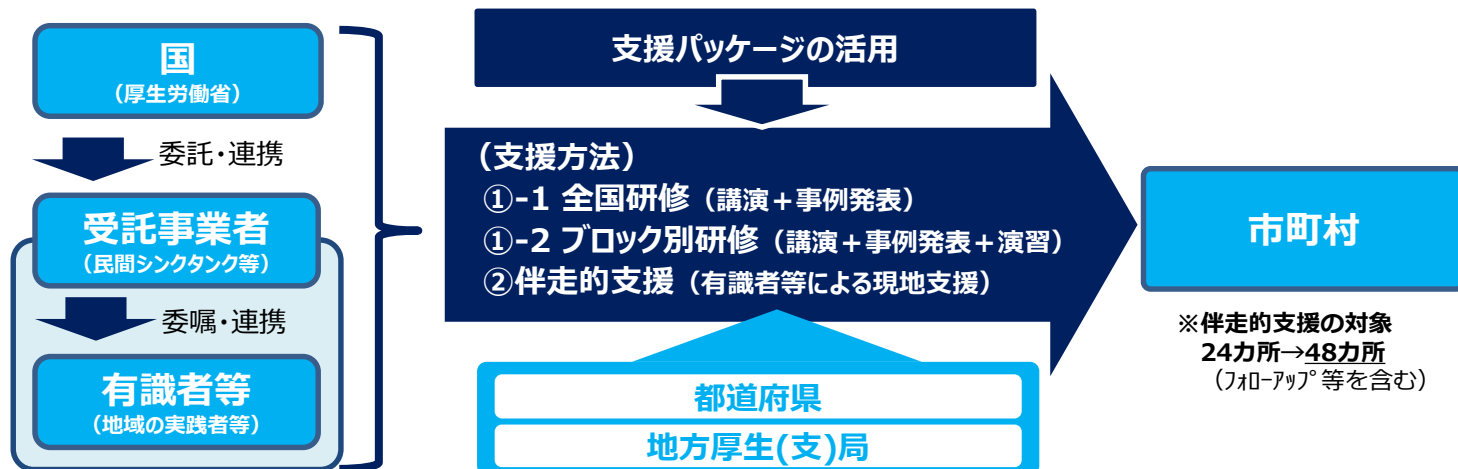 国
（厚生労働省）
委託・連携
受託事業者
（民間シンクタンク等）
委嘱・連携
有識者等
（地域の実践者等）
支援パッケージの活用
（支援方法）
①-1 全国研修（講演＋事例発表）
①-2 ブロック別研修（講演＋事例発表＋演習）
②伴走的支援（有識者等による現地支援）
都道府県
地方厚生(支)局
市町村
※伴走的支援の対象
24カ所→48カ所
（ﾌｫﾛｰｱｯﾌﾟ等を含む）